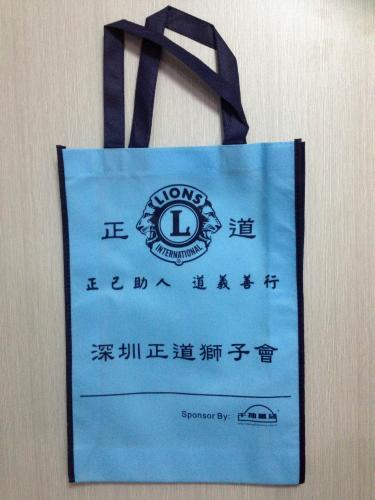 LIONS
正 L 道
INTERNATIONAL
®
正己助人 道義善行
深圳正道獅子會
Sponsor By: